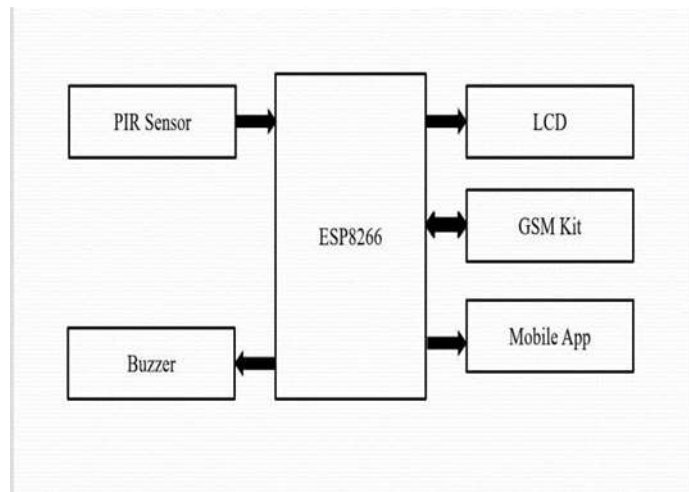 PIR Sensor
LCD
ESP8266
GSM Kit
Buzzer
Mobile App